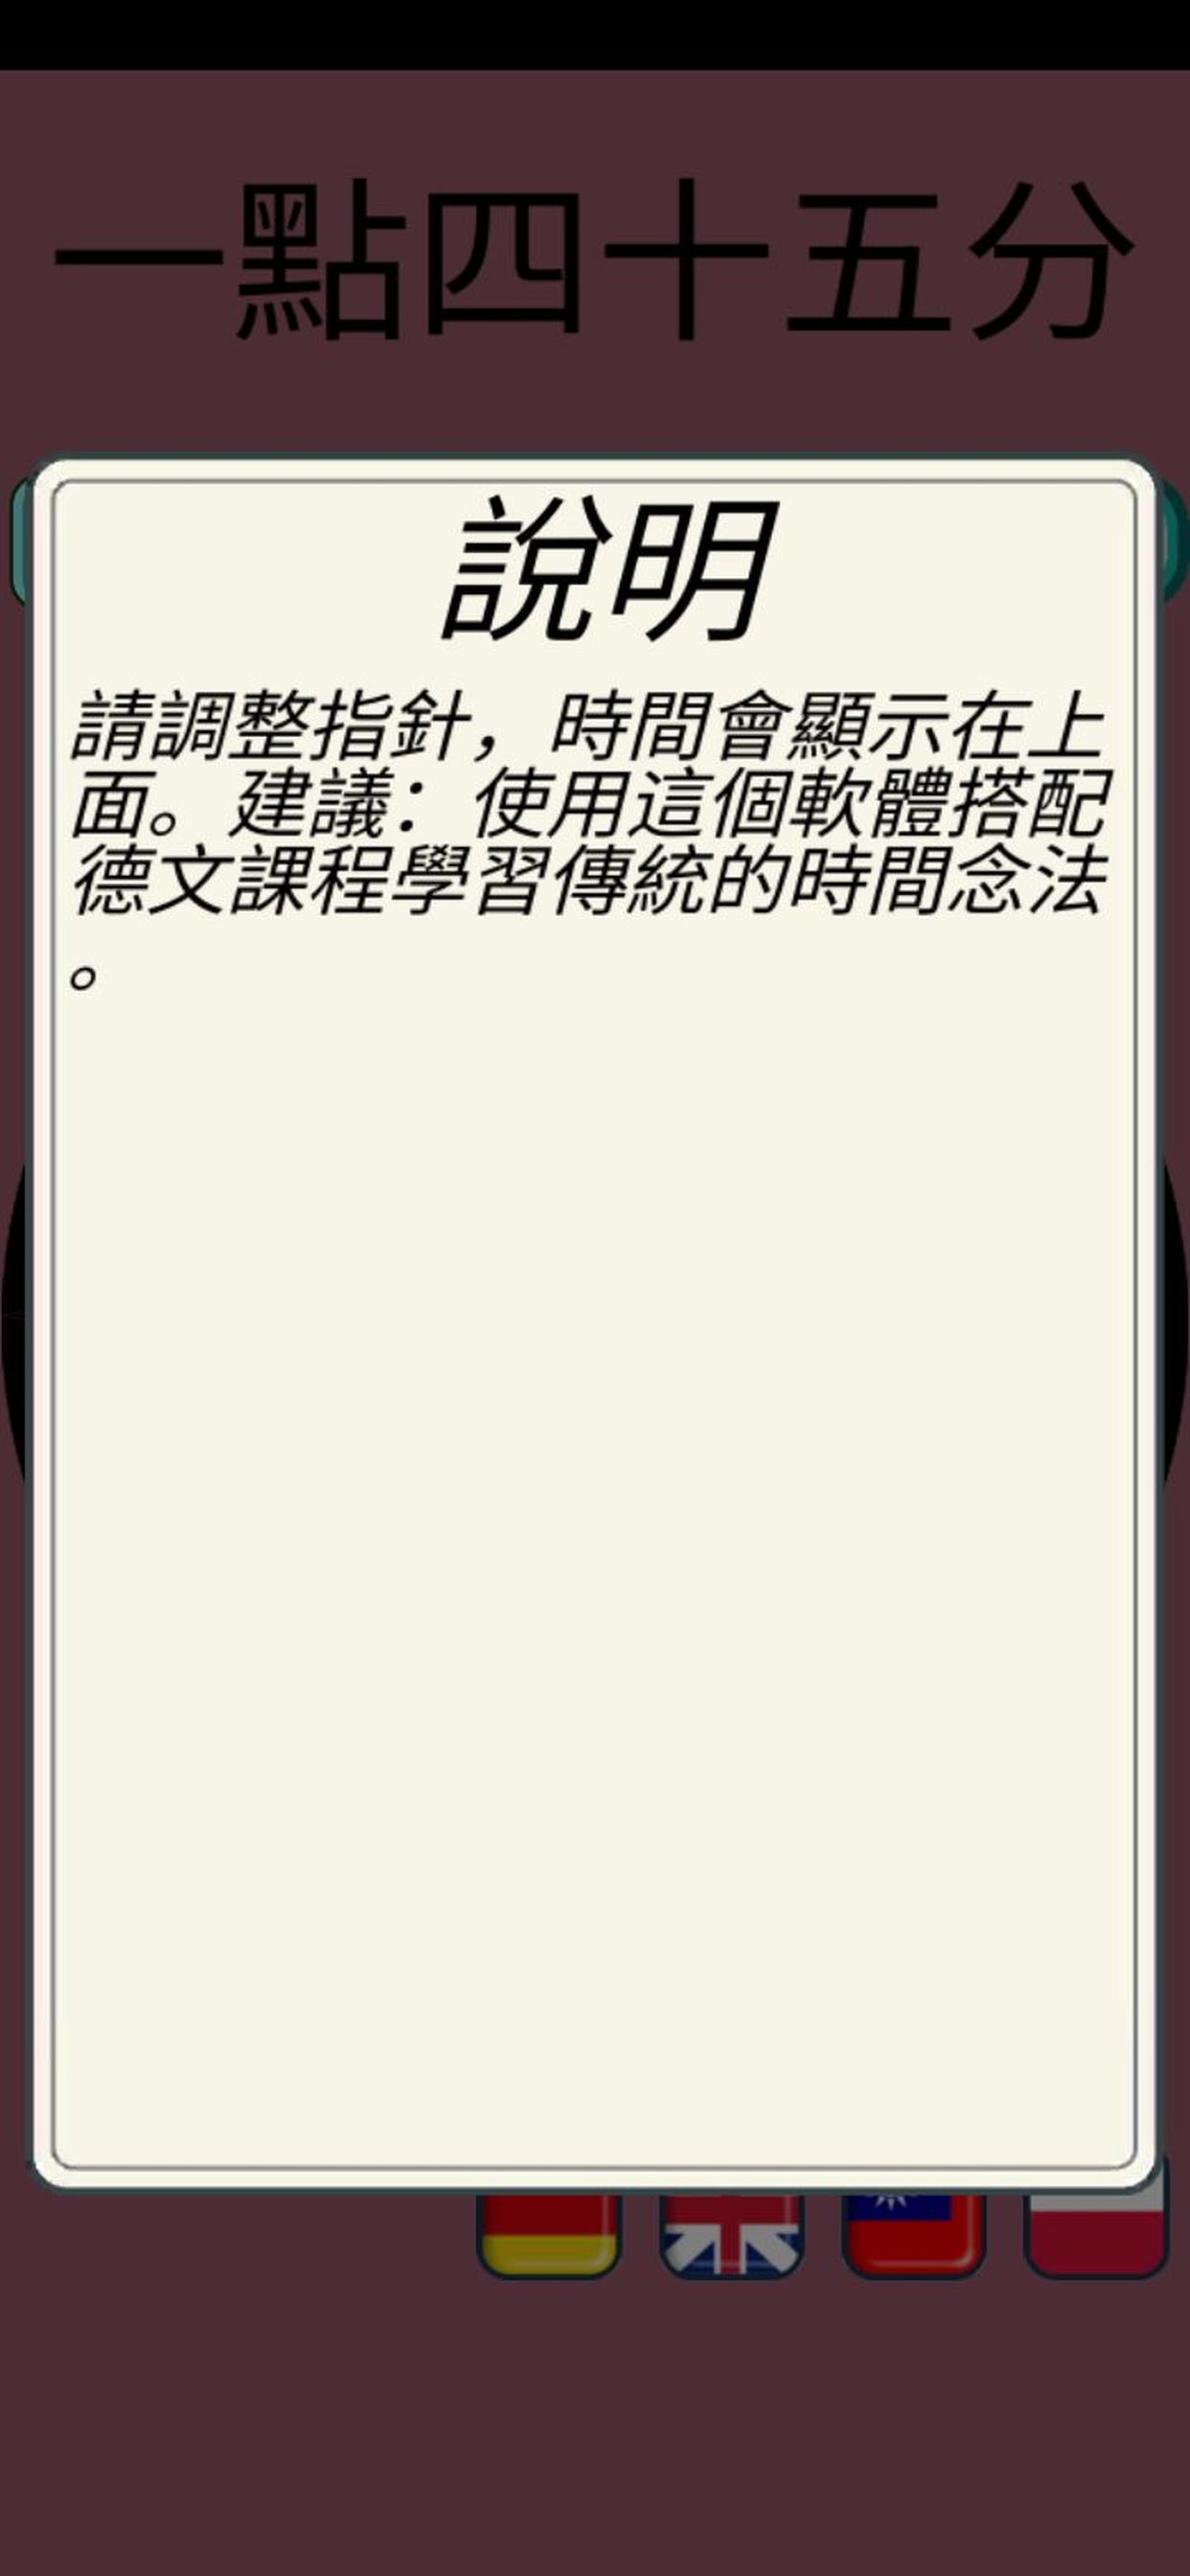 一點四十五分
說明
請調整指針，時間會顯示在上
面。建議：使用這個軟體搭配
德文課程學習傳統的時間念法
。